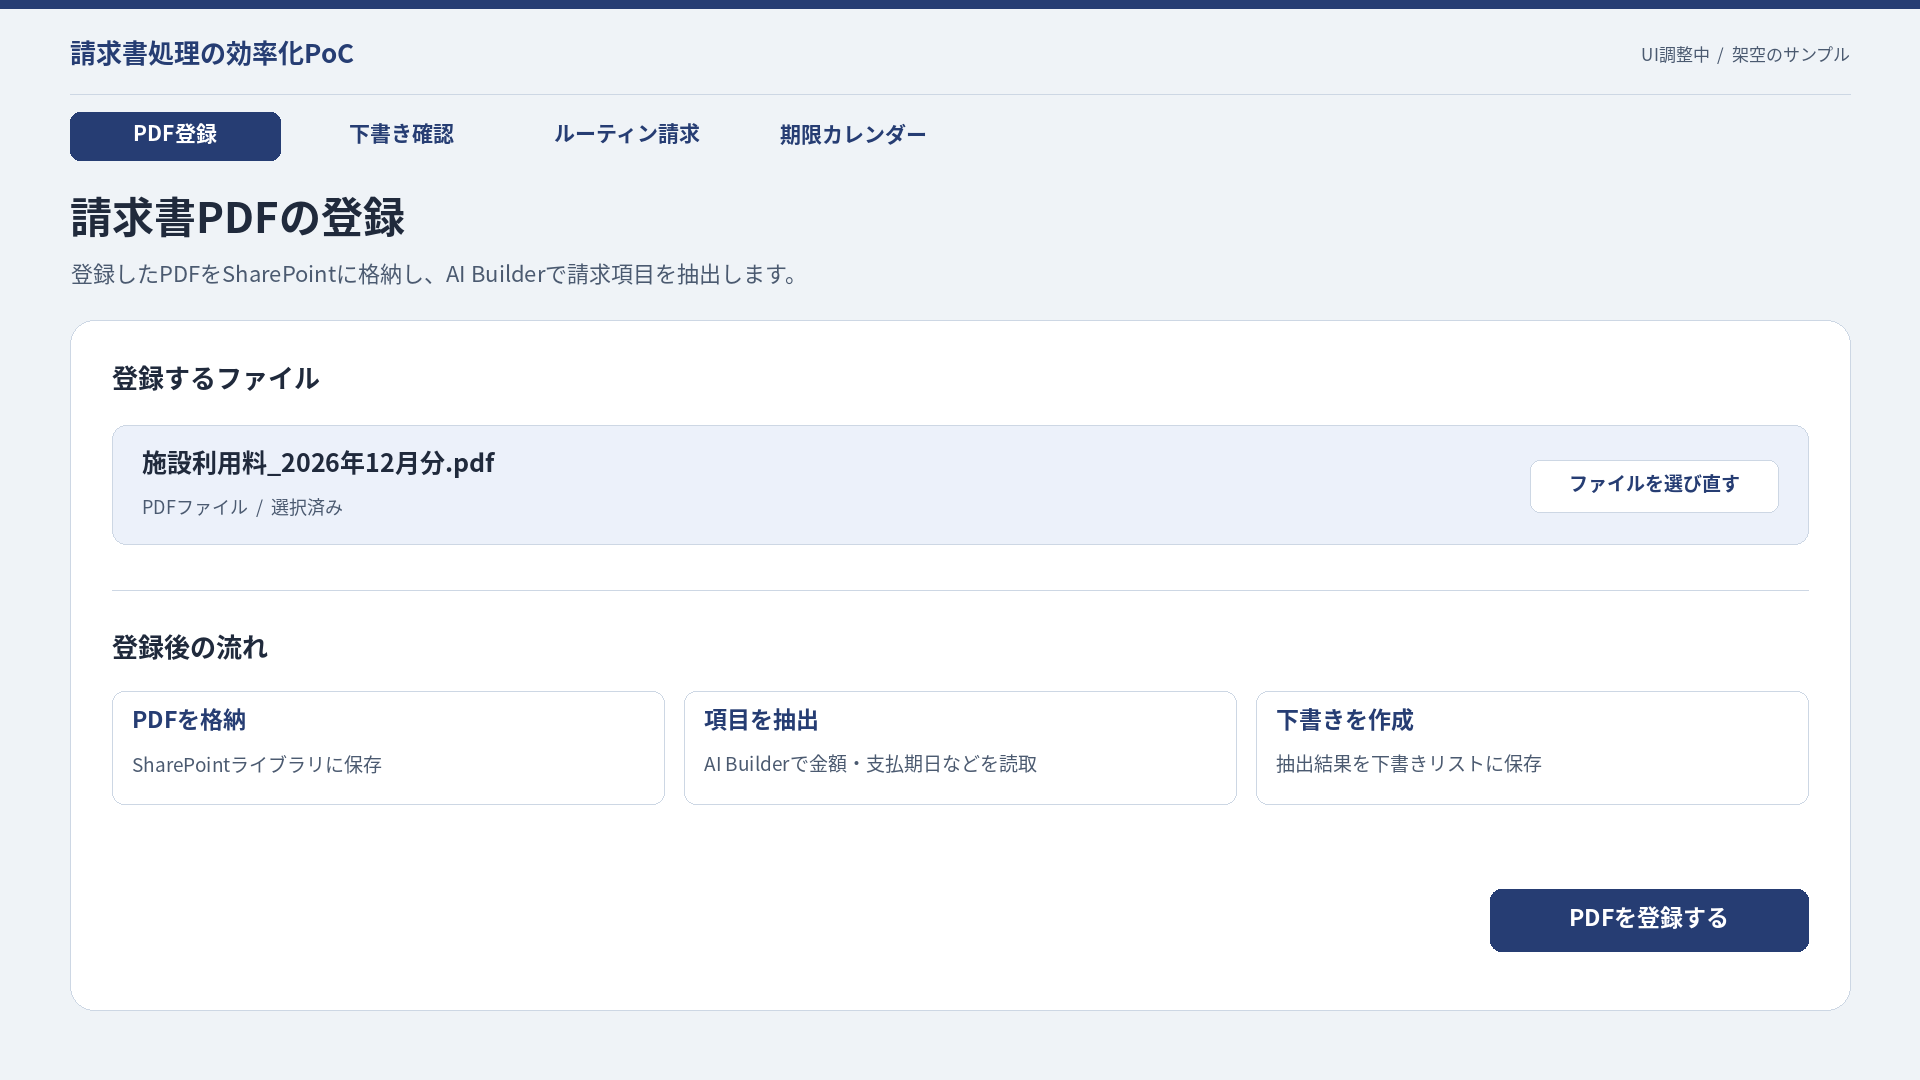 請求書処理の効率化PoC
UI調整中 / 架空のサンプル
PDF登録
下書き確認
ルーティン請求
期限カレンダー
請求書PDFの登録
登録したPDFをSharePointに格納し、AI Builderで請求項目を抽出します。
登録するファイル
施設利用料_2026年12月分.pdf
PDFファイル / 選択済み
ファイルを選び直す
登録後の流れ
PDFを格納
SharePointライブラリに保存
項目を抽出
AI Builderで金額・支払期日などを読取
下書きを作成
抽出結果を下書きリストに保存
PDFを登録する